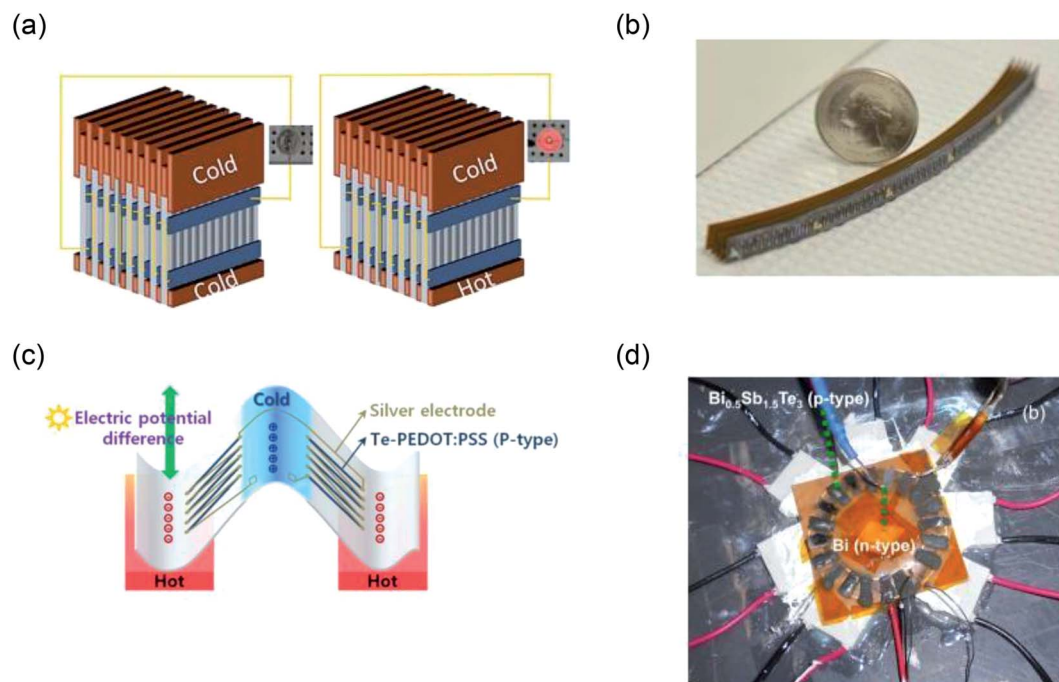 (a)
Cold
Cold
Cold
Hot
(b)
(c)
Cold
Electric potential
difference
Silver electrode
Te-PEDOT:PSS (P-type)
Hot
Hot
(d)
Bi0.5Sb1.5Te3 (p-type)
(b)
Bi (n-type)